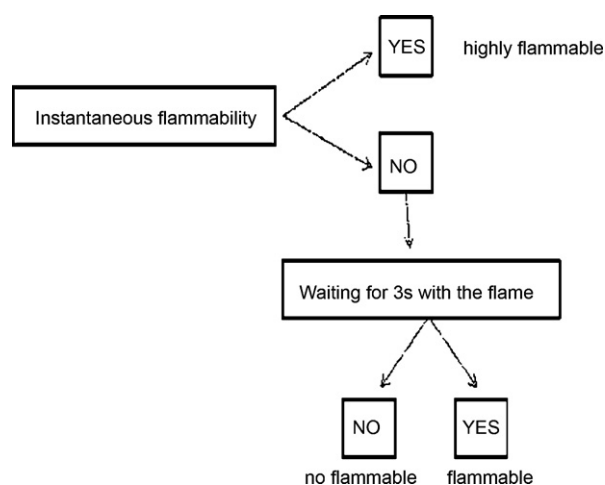 YES highly flammable
Instantaneous flammability
NO
Waiting for 3s with the flame
NO YES
no flammable flammable